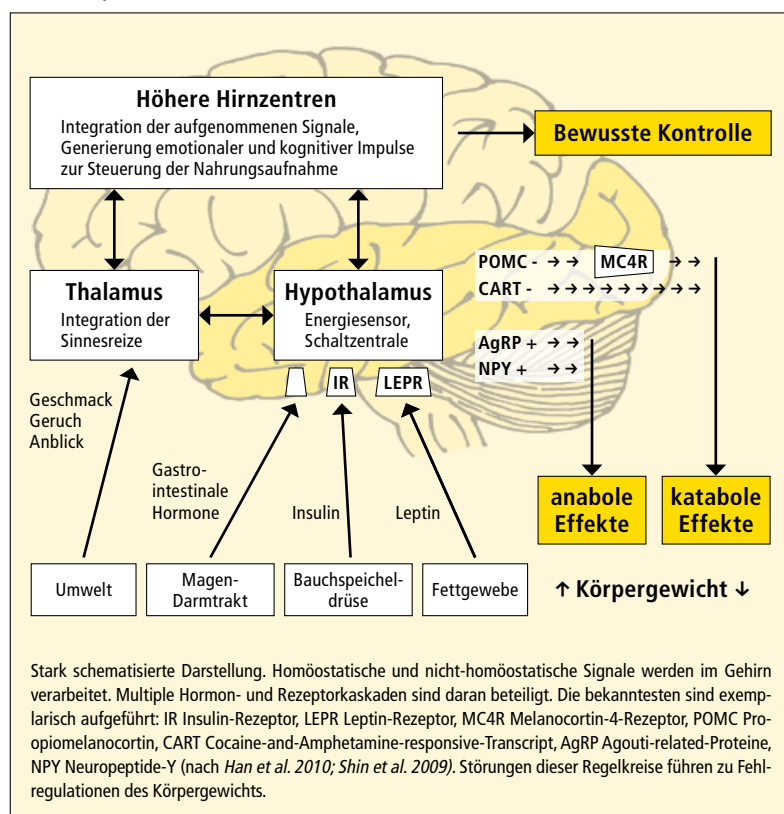 Höhere Hirnzentren
Integration der aufgenommenen Signale,
Generierung emotionaler und kognitiver Impulse
zur Steuerung der Nahrungsaufnahme
Bewusste Kontrolle
Thalamus
Integration der
Sinnesreize
Hypothalamus
Energiesensor,
Schaltzentrale
POMC - → → MC4R → →
CART - → → → → → → → → →
AgRP + → →
NPY + → →
IR
LEPR
Geschmack
Geruch
Anblick
Gastro-
intestinale
Hormone
Insulin
Leptin
anabole
Effekte
katabole
Effekte
Umwelt
Magen-
Darmtrakt
Bauchspeichel-
drüse
Fettgewebe
↑ Körpergewicht ↓
Stark schematisierte Darstellung. Homöostatische und nicht-homöostatische Signale werden im Gehirn
verarbeitet. Multiple Hormon- und Rezeptorkaskaden sind daran beteiligt. Die bekanntesten sind exemp-
larisch aufgeführt: IR Insulin-Rezeptor, LEPR Leptin-Rezeptor, MC4R Melanocortin-4-Rezeptor, POMC Pro-
opiomelanocortin, CART Cocaine-and-Amphetamine-responsive-Transcript, AgRP Agouti-related-Proteine,
NPY Neuropeptide-Y (nach Han et al. 2010; Shin et al. 2009). Störungen dieser Regelkreise führen zu Fehl-
regulationen des Körpergewichts.